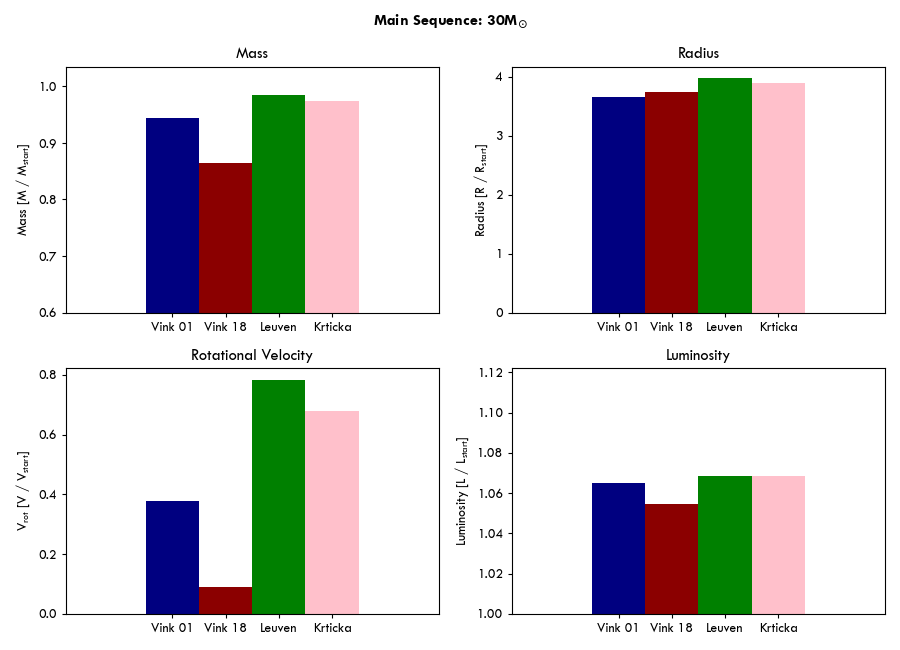 Main Sequence: 30M☉
Mass
Mass [M / Mstart]
1.0
0.9
0.8
0.7
0.6
Vink 01 Vink 18 Leuven Krticka
Radius
Radius [R / Rstart]
4
3
2
1
0
Vink 01 Vink 18 Leuven Krticka
Rotational Velocity
Vrot [V / Vstart]
0.8
0.6
0.4
0.2
0.0
Vink 01 Vink 18 Leuven Krticka
Luminosity
Luminosity [L / Lstart]
1.12
1.10
1.08
1.06
1.04
1.02
1.00
Vink 01 Vink 18 Leuven Krticka